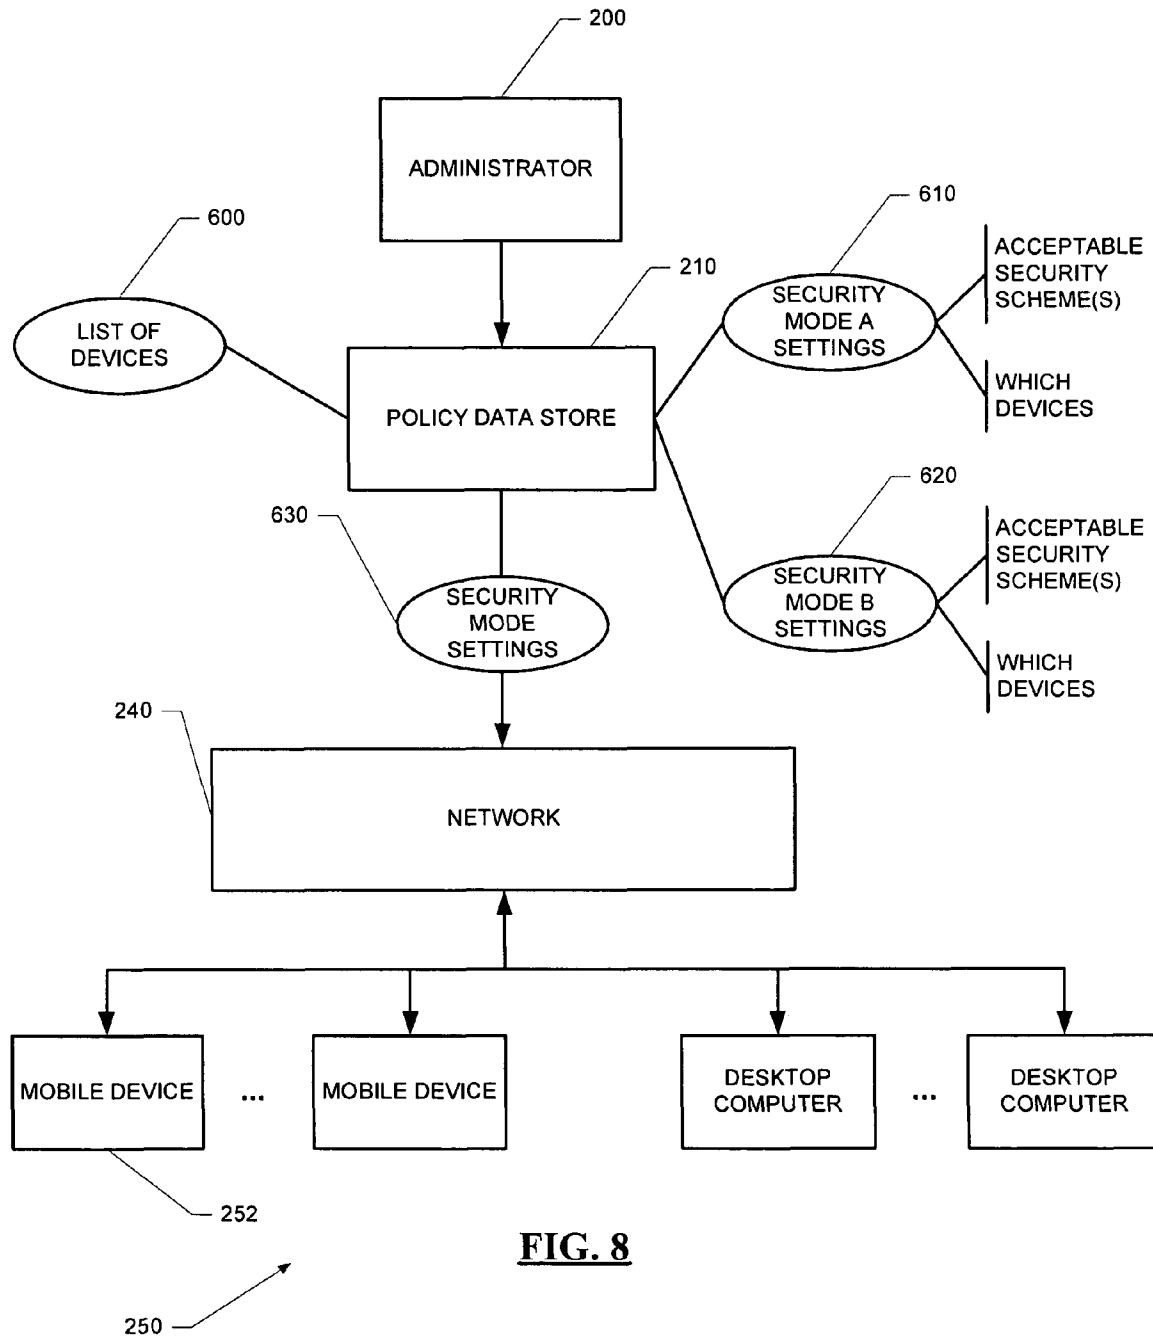 200
ADMINISTRATOR
600
LIST OF
DEVICES
210
POLICY DATA STORE
610
SECURITY
MODE A
SETTINGS
ACCEPTABLE
SECURITY
SCHEME(S)
WHICH
DEVICES
620
SECURITY
MODE B
SETTINGS
ACCEPTABLE
SECURITY
SCHEME(S)
WHICH
DEVICES
630
SECURITY
MODE
SETTINGS
240
NETWORK
MOBILE DEVICE
...
MOBILE DEVICE
DESKTOP
COMPUTER
...
DESKTOP
COMPUTER
252
FIG. 8
250